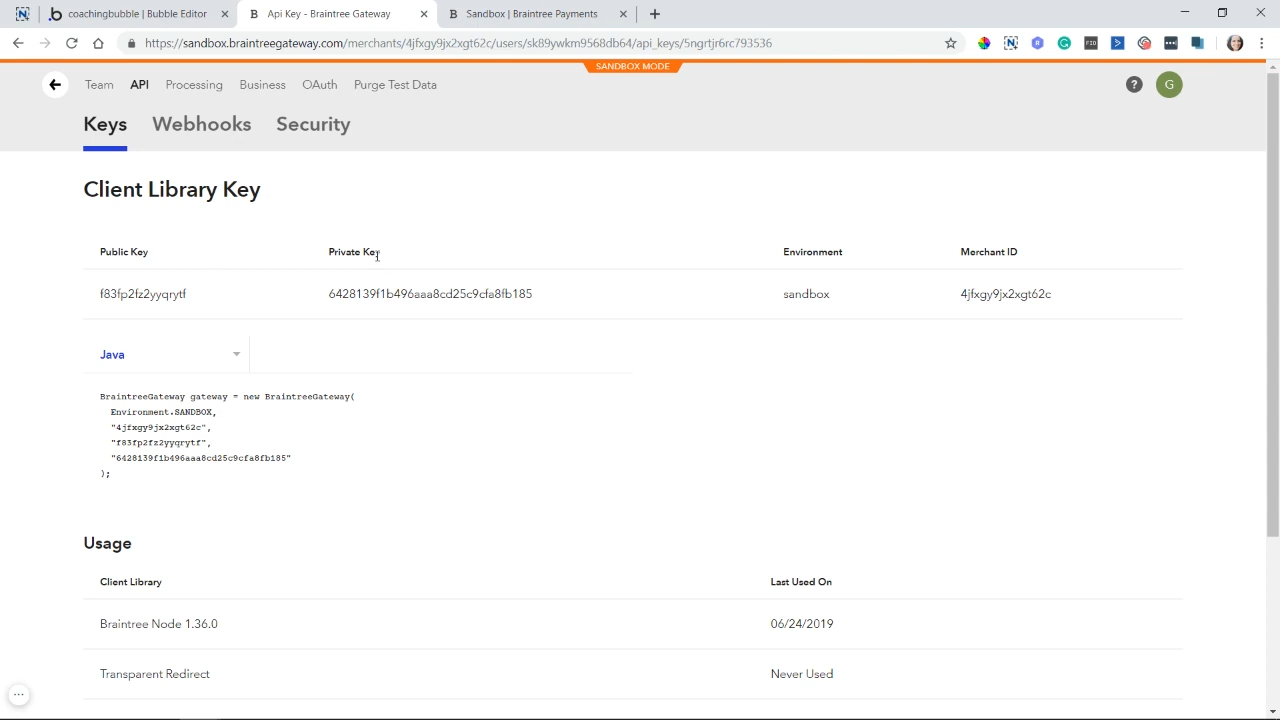 coachingbubble | Bubble Editor
Api Key - Braintree Gateway
Sandbox | Braintree Payments
https://sandbox.braintreegateway.com/merchants/4jfxgy9jx2xgt62c/users/sk89ywkm9568db64/api_keys/5ngrtjr6rc793536
SANDBOX MODE
Team API Processing Business OAuth Purge Test Data
? G
Keys Webhooks Security
Client Library Key
Public Key Private Key Environment Merchant ID
f83fp2fz2yyqrytf 6428139f1b496aaa8cd25c9cfa8fb185 sandbox 4jfxgy9jx2xgt62c
Java
BraintreeGateway gateway = new BraintreeGateway(
Environment.SANDBOX,
"4jfxgy9jx2xgt62c",
"f83fp2fz2yyqrytf",
"6428139f1b496aaa8cd25c9cfa8fb185"
);
Usage
Client Library Last Used On
Braintree Node 1.36.0 06/24/2019
Transparent Redirect Never Used